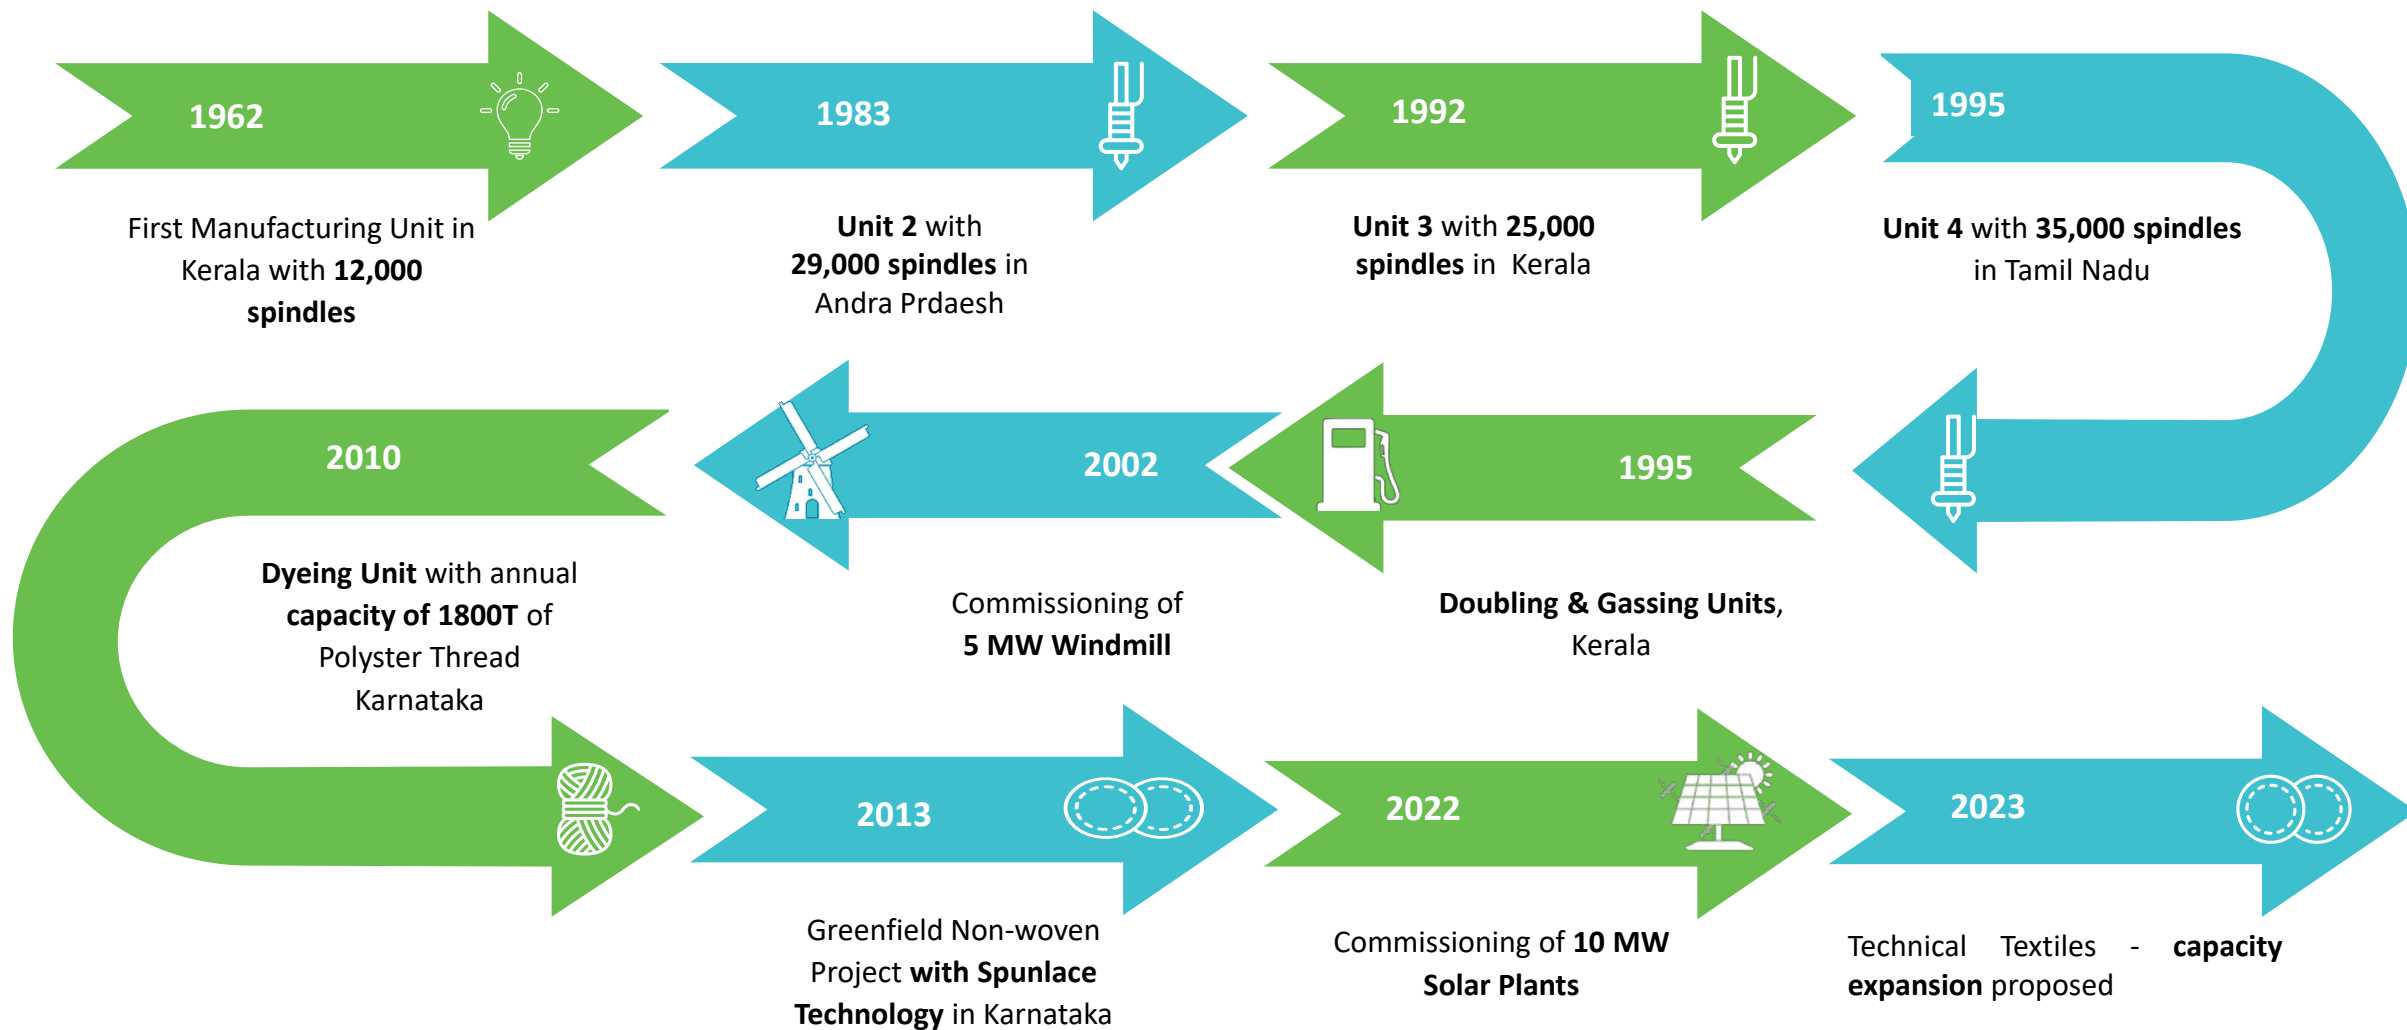 1962
First Manufacturing Unit in
Kerala with 12,000
spindles
1983
Unit 2 with
29,000 spindles in
Andra Prdaesh
1992
Unit 3 with 25,000
spindles in Kerala
1995
Unit 4 with 35,000 spindles
in Tamil Nadu
1995
Doubling & Gassing Units,
Kerala
2002
Commissioning of
5 MW Windmill
2010
Dyeing Unit with annual
capacity of 1800T of
Polyster Thread
Karnataka
2013
Greenfield Non-woven
Project with Spunlace
Technology in Karnataka
2022
Commissioning of 10 MW
Solar Plants
2023
Technical Textiles - capacity
expansion proposed